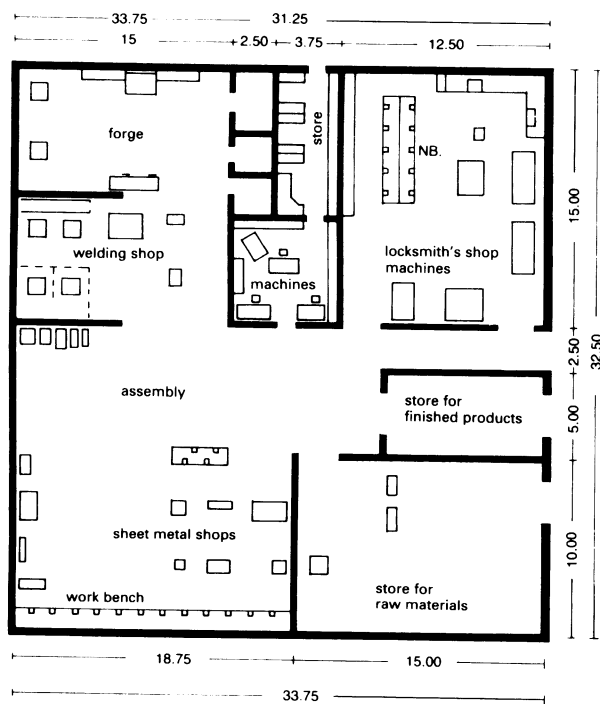 33.75
31.25
15
2.50
3.75
12.50
forge
store
NB.
welding shop
machines
locksmith's shop
machines
15.00
2.50
32.50
assembly
store for
finished products
5.00
sheet metal shops
10.00
work bench
store for
raw materials
18.75
15.00
33.75